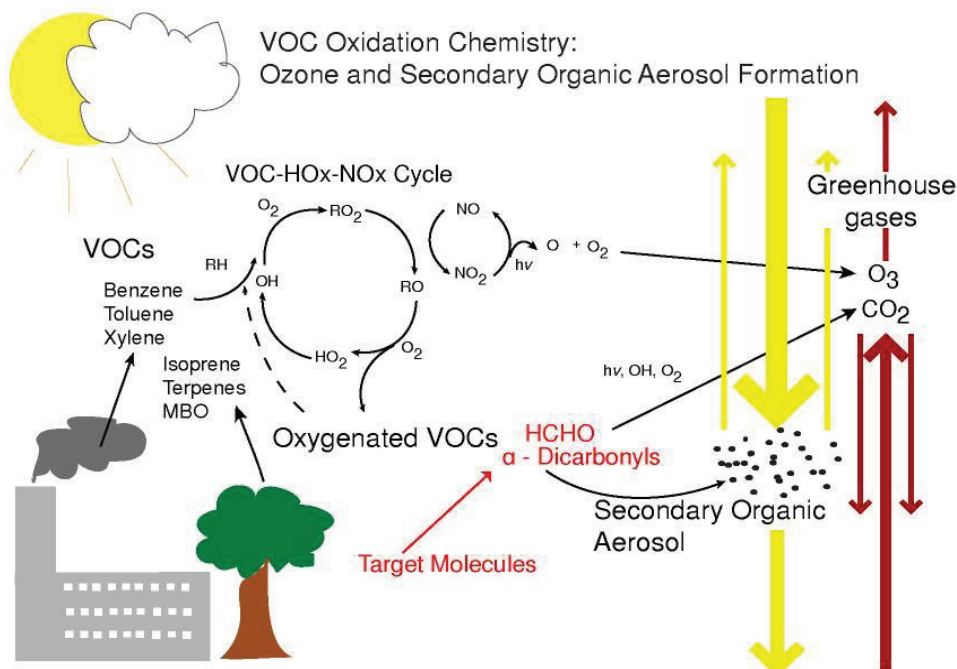 VOC Oxidation Chemistry:
Ozone and Secondary Organic Aerosol Formation
VOC-HOx-NOx Cycle
O₂
RO₂
NO
NO₂
hν
O + O₂
Greenhouse
gases
O₃
CO₂
VOCs
RH
OH
RO
HO₂
O₂
Benzene
Toluene
Xylene
Isoprene
Terpenes
MBO
hν, OH, O₂
Oxygenated VOCs
HCHO
α - Dicarbonyls
Secondary Organic
Aerosol
Target Molecules